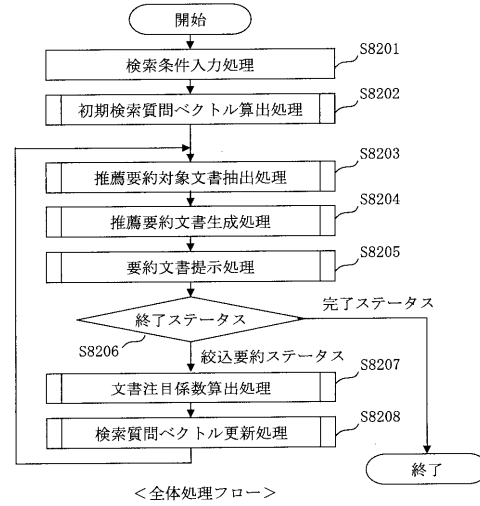 開始
S8201
検索条件入力処理
S8202
初期検索質問ベクトル算出処理
S8203
推薦要約対象文書抽出処理
S8204
推薦要約文書生成処理
S8205
要約文書提示処理
完了ステータス
終了ステータス
S8206
絞込要約ステータス
S8207
文書注目係数算出処理
S8208
検索質問ベクトル更新処理
終了
＜全体処理フロー＞